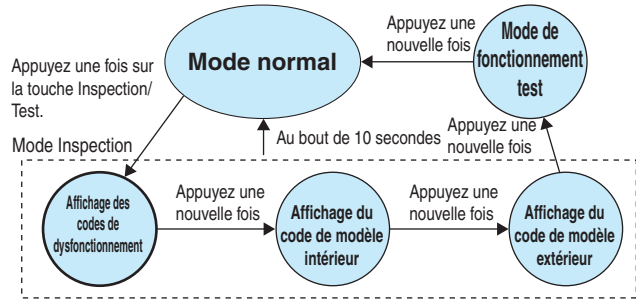 Appuyez une
nouvelle fois
Mode de
fonctionnement
test
Mode normal
Appuyez une fois sur
la touche Inspection/
Test.
Au bout de 10 secondes
Appuyez une
nouvelle fois
Mode Inspection
Affichage des
codes de
dysfonctionnement
Appuyez une
nouvelle fois
Affichage du
code de modèle
intérieur
Appuyez une
nouvelle fois
Affichage du
code de modèle
extérieur